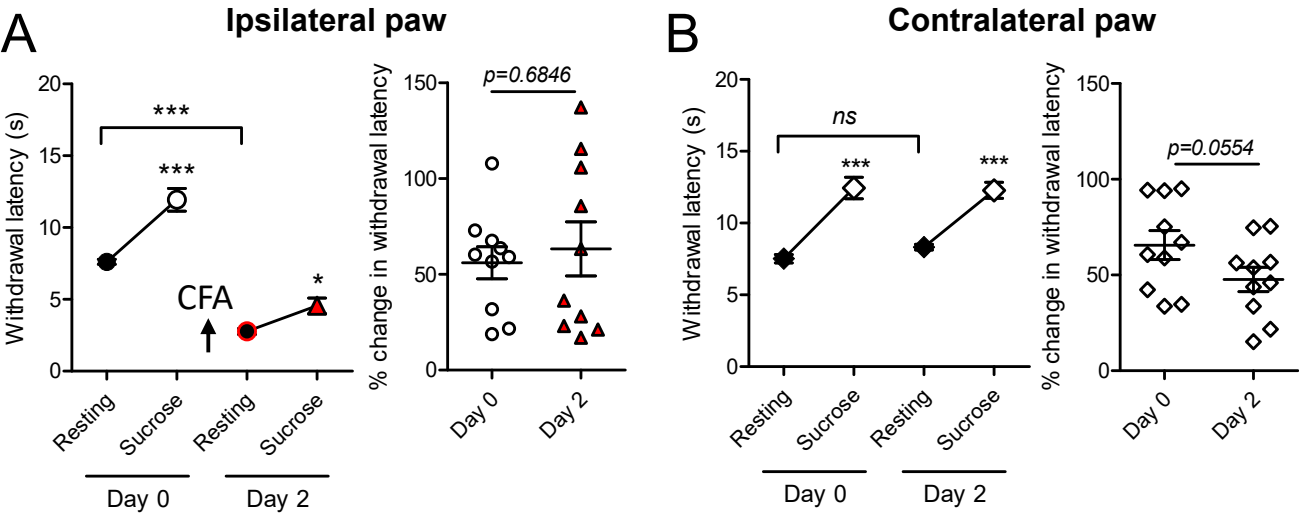 A
Ipsilateral paw
Withdrawal latency (s)
20
15
10
5
0
***
***
CFA
*
Resting
Sucrose
Resting
Sucrose
Day 0
Day 2
% change in withdrawal latency
150
100
50
0
p=0.6846
Day 0
Day 2
B
Contralateral paw
Withdrawal latency (s)
20
15
10
5
0
ns
***
***
Resting
Sucrose
Resting
Sucrose
Day 0
Day 2
% change in withdrawal latency
150
100
50
0
p=0.0554
Day 0
Day 2